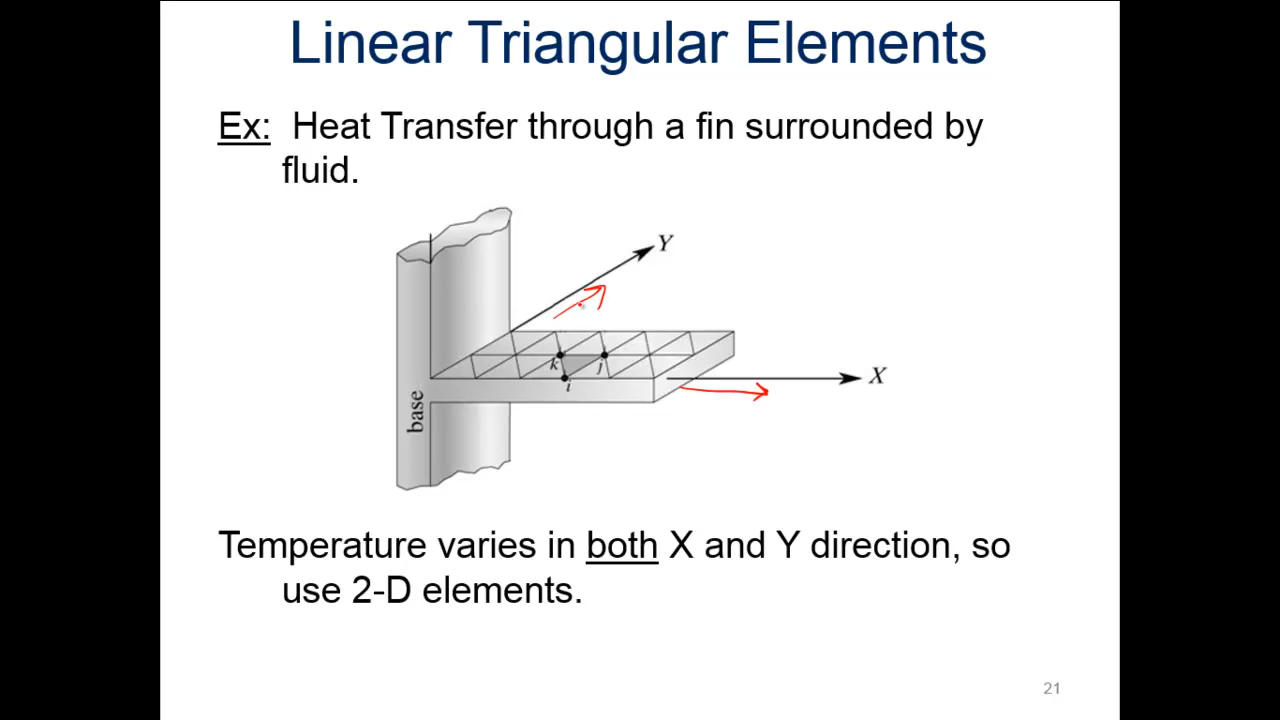 Linear Triangular Elements
Ex: Heat Transfer through a fin surrounded by
fluid.
Y
k
j
i
X
base
Temperature varies in both X and Y direction, so
use 2-D elements.
21